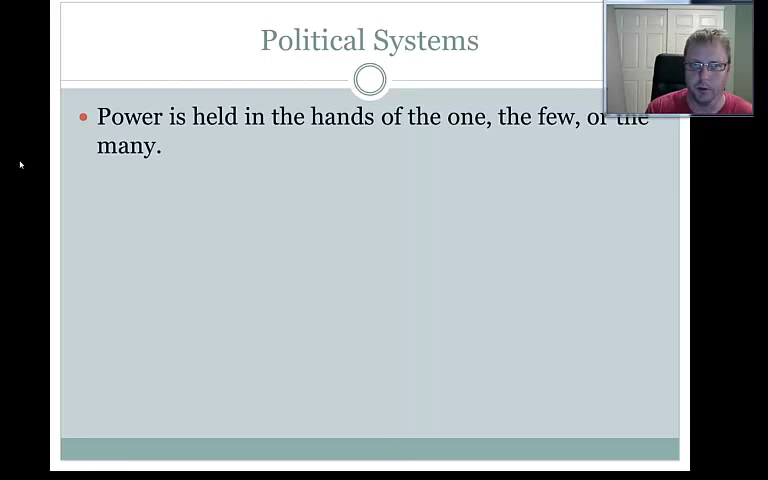 Political Systems
Power is held in the hands of the one, the few, or the
many.